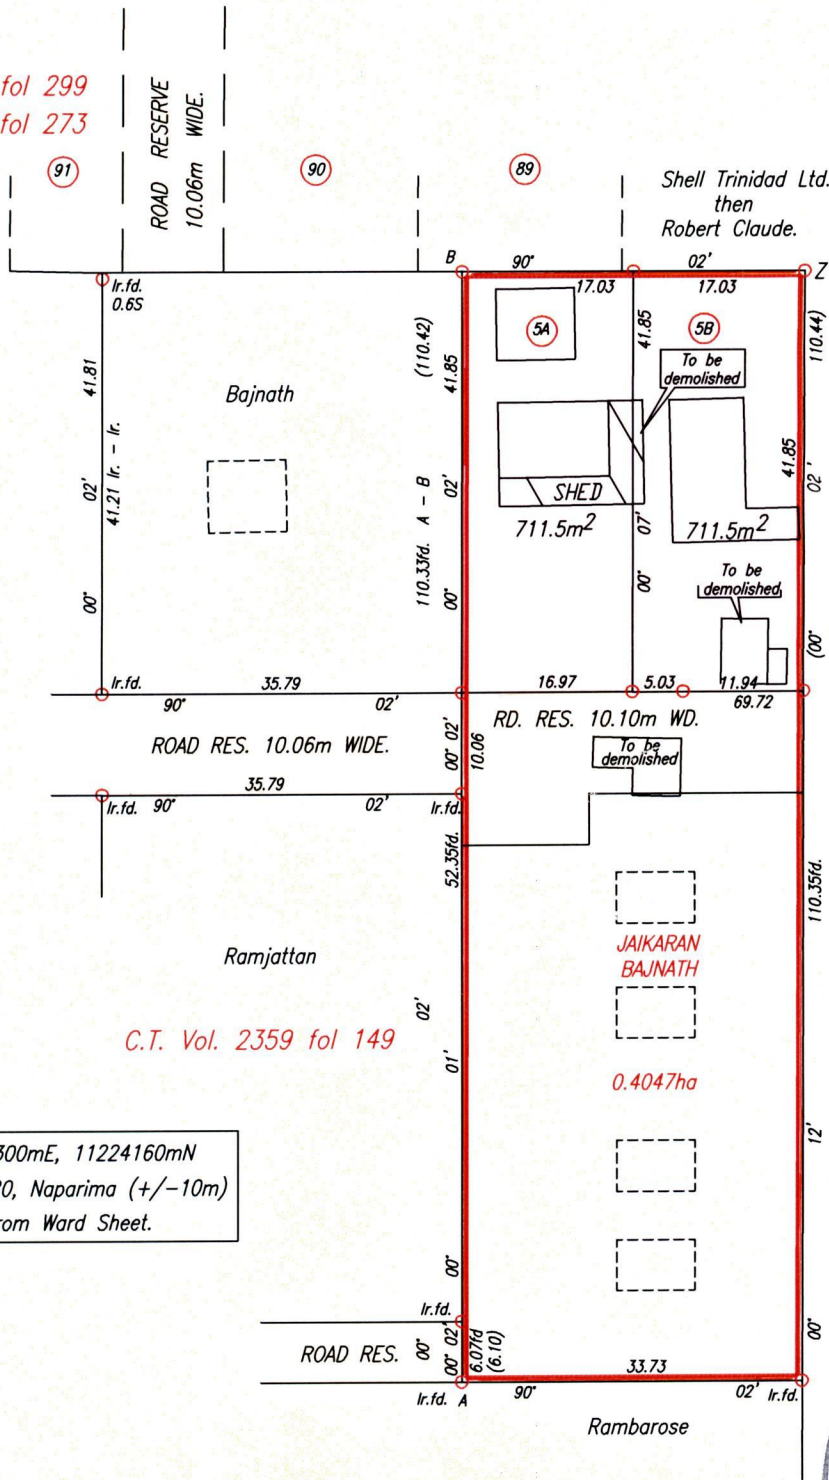 fol 299
fol 273
ROAD RESERVE
10.06m WIDE.
91
90
89
Shell Trinidad Ltd.
then
Robert Claude.
B
90°
02'
Z
Ir.fd.
0.6S
17.03
17.03
5A
5B
41.81
02'
00°
41.21 Ir. - Ir.
Bajnath
(110.42)
110.33fd. A - B
41.85
02'
00°
41.85
07'
00°
To be
demolished
SHED
711.5m2
711.5m2
41.85
110.44)
02'
(00°
To be
demolished
Ir.fd.
35.79
90°
02'
16.97
5.03
11.94
69.72
ROAD RES. 10.06m WIDE.
00° 02'
10.06
RD. RES. 10.10m WD.
To be
demolished
35.79
Ir.fd.
90°
02'
Ir.fd.
52.35fd.
110.35fd.
JAIKARAN
BAJNATH
Ramjattan
C.T. Vol. 2359 fol 149
02'
01'
00°
0.4047ha
12'
00°
300mE, 11224160mN
20, Naparima (+/-10m)
rom Ward Sheet.
Ir.fd.
ROAD RES.
00°
00° 02'
6.07fd
(6.10)
33.73
Ir.fd.
A
90°
02'
Ir.fd.
Rambarose